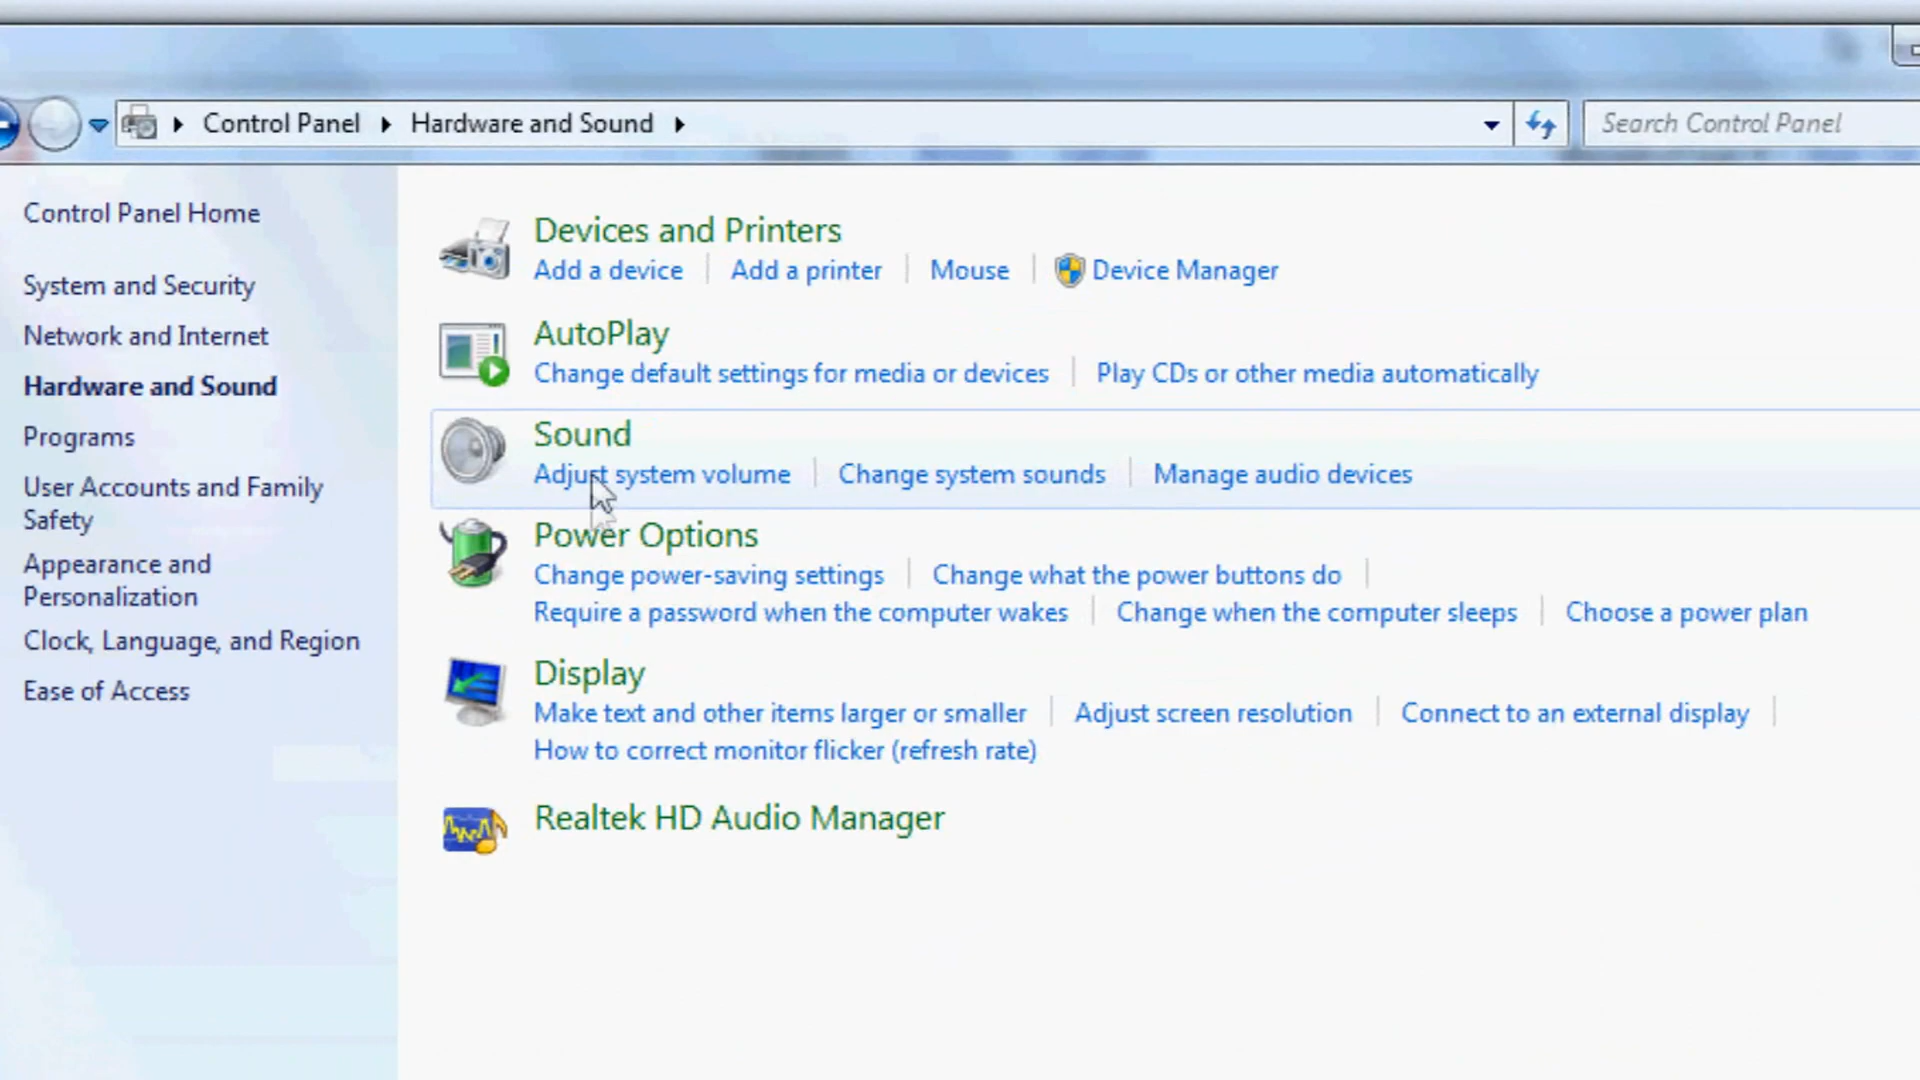 Control Panel Hardware and Sound
Search Control Panel
Control Panel Home
System and Security
Network and Internet
Hardware and Sound
Programs
User Accounts and Family
Safety
Appearance and
Personalization
Clock, Language, and Region
Ease of Access
Devices and Printers
Add a device Add a printer Mouse Device Manager
AutoPlay
Change default settings for media or devices Play CDs or other media automatically
Sound
Adjust system volume Change system sounds Manage audio devices
Power Options
Change power-saving settings Change what the power buttons do
Require a password when the computer wakes Change when the computer sleeps Choose a power plan
Display
Make text and other items larger or smaller Adjust screen resolution Connect to an external display
How to correct monitor flicker (refresh rate)
Realtek HD Audio Manager